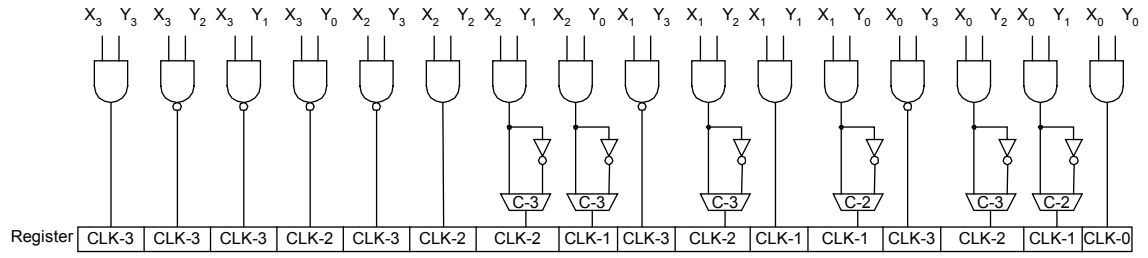 X3 Y3 X3 Y2 X3 Y1 X3 Y0 X2 Y3 X2 Y2 X2 Y1 X2 Y0 X1 Y3 X1 Y2 X1 Y1 X1 Y0 X0 Y3 X0 Y2 X0 Y1 X0 Y0
C-3 C-3 C-3 C-2 C-3 C-2
Register CLK-3 CLK-3 CLK-3 CLK-2 CLK-3 CLK-2 CLK-2 CLK-1 CLK-3 CLK-2 CLK-1 CLK-1 CLK-3 CLK-2 CLK-1 CLK-0